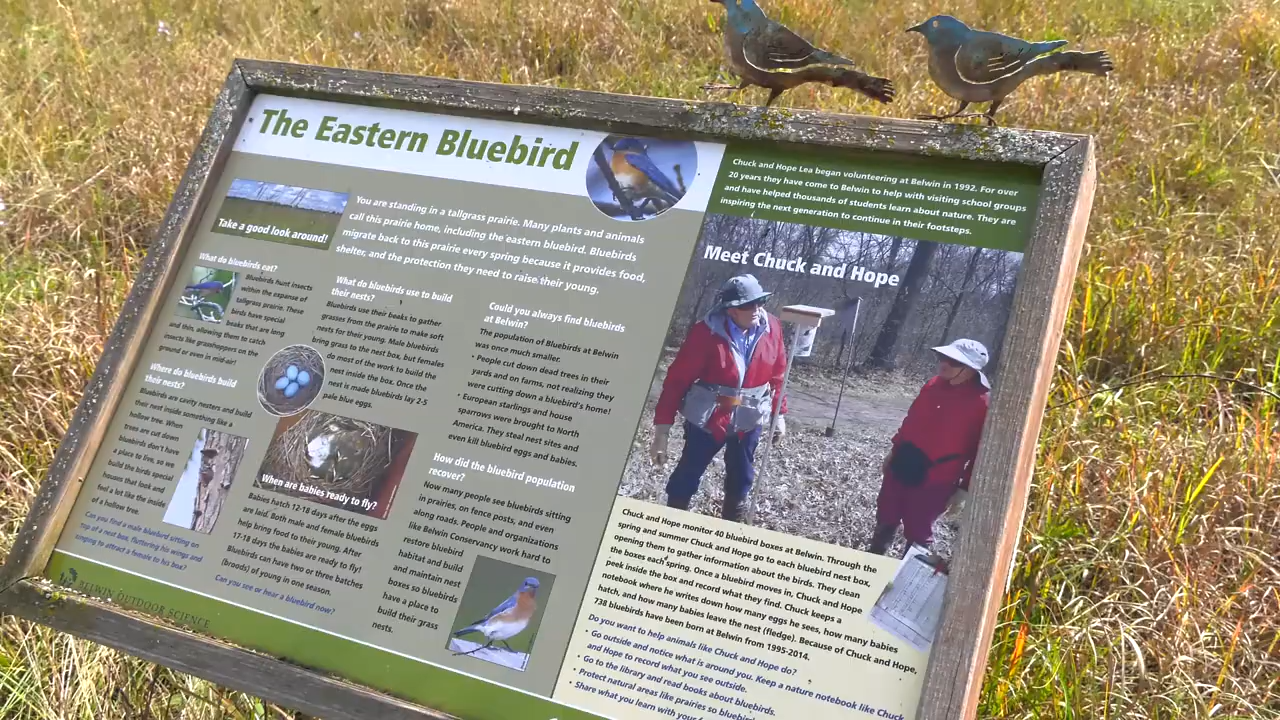 The Eastern Bluebird
Take a good look around!
You are standing in a tallgrass prairie. Many plants and animals
call this prairie home, including the eastern bluebird. Bluebirds
migrate back to this prairie every spring because it provides food,
shelter, and the protection they need to raise their young.
What do bluebirds eat?
Bluebirds hunt insects
within the expanse of
tallgrass prairie. These
birds have special
beaks that are long
and thin, allowing them to catch
insects like grasshoppers on the
ground or even in mid-air!
Where do bluebirds build
their nests?
Bluebirds are cavity nesters and build
their nest inside something like a
hollow tree. When
trees are cut down
bluebirds don't have
a place to live, so we
build the birds special
houses that look and
feel a lot like the inside
of a hollow tree.
Can you find a male bluebird sitting on
top of a nest box, fluttering his wings and
singing to attract a female to his box?
What do bluebirds use to build
their nests?
Bluebirds use their beaks to gather
grasses from the prairie to make soft
nests for their young. Male bluebirds
bring grass to the nest box, but females
do most of the work to build the
nest inside the box. Once the
nest is made bluebirds lay 2-5
pale blue eggs.
When are babies ready to fly?
Babies hatch 12-18 days after the eggs
are laid. Both male and female bluebirds
help bring food to their young. After
17-18 days the babies are ready to fly!
Bluebirds can have two or three batches
(broods) of young in one season.
Can you see or hear a bluebird now?
Could you always find bluebirds
at Belwin?
The population of Bluebirds at Belwin
was once much smaller.
• People cut down dead trees in their
yards and on farms, not realizing they
were cutting down a bluebird's home!
• European starlings and house
sparrows were brought to North
America. They steal nest sites and
even kill bluebird eggs and babies.
How did the bluebird population
recover?
Now many people see bluebirds sitting
in prairies, on fence posts, and even
along roads. People and organizations
like Belwin Conservancy work hard to
restore bluebird
habitat and build
and maintain nest
boxes so bluebirds
have a place to
build their grass
nests.
BELWIN OUTDOOR SCIENCE
Chuck and Hope Lea began volunteering at Belwin in 1992. For over
20 years they have come to Belwin to help with visiting school groups
and have helped thousands of students learn about nature. They are
inspiring the next generation to continue in their footsteps.
Meet Chuck and Hope
Chuck and Hope monitor 40 bluebird boxes at Belwin. Through the
spring and summer Chuck and Hope go to each bluebird nest box,
opening them to gather information about the birds. They clean
the boxes each spring. Once a bluebird moves in, Chuck and Hope
peek inside the box and record what they find. Chuck keeps a
notebook where he writes down how many eggs he sees, how many babies
hatch, and how many babies leave the nest (fledge). Because of Chuck and Hope,
738 bluebirds have been born at Belwin from 1995-2014.
Do you want to help animals like Chuck and Hope do?
• Go outside and notice what is around you. Keep a nature notebook like Chuck
and Hope to record what you see outside.
• Go to the library and read books about bluebirds.
• Protect natural areas like prairies so bluebirds
• Share what you learn with your